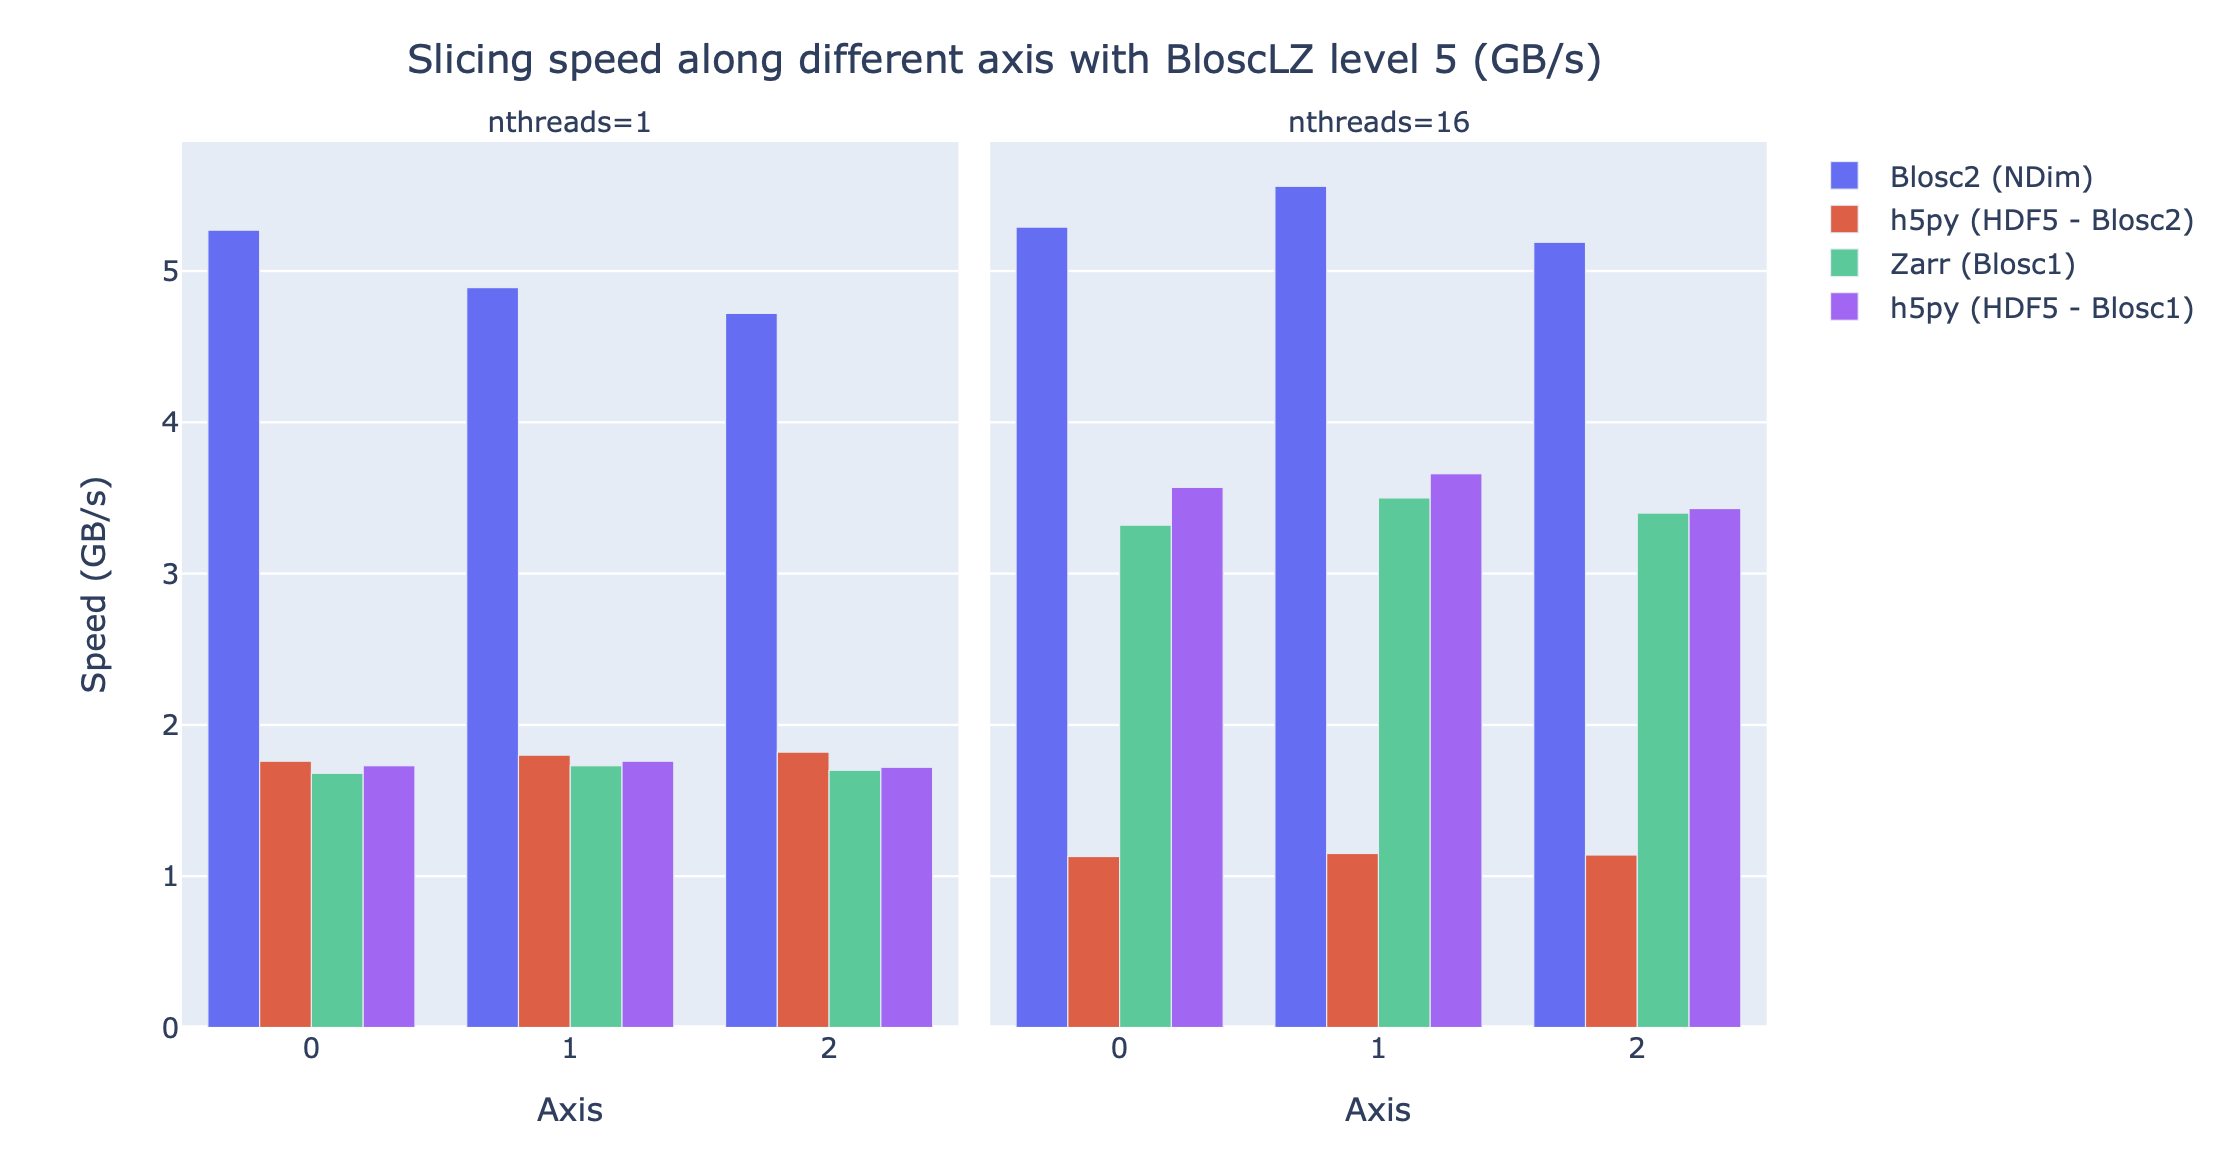 Slicing speed along different axis with BloscLZ level 5 (GB/s)
nthreads=1
nthreads=16
Blosc2 (NDim)
h5py (HDF5 - Blosc2)
Zarr (Blosc1)
h5py (HDF5 - Blosc1)
Speed (GB/s)
5
4
3
2
1
0
0 1 2
0 1 2
Axis
Axis